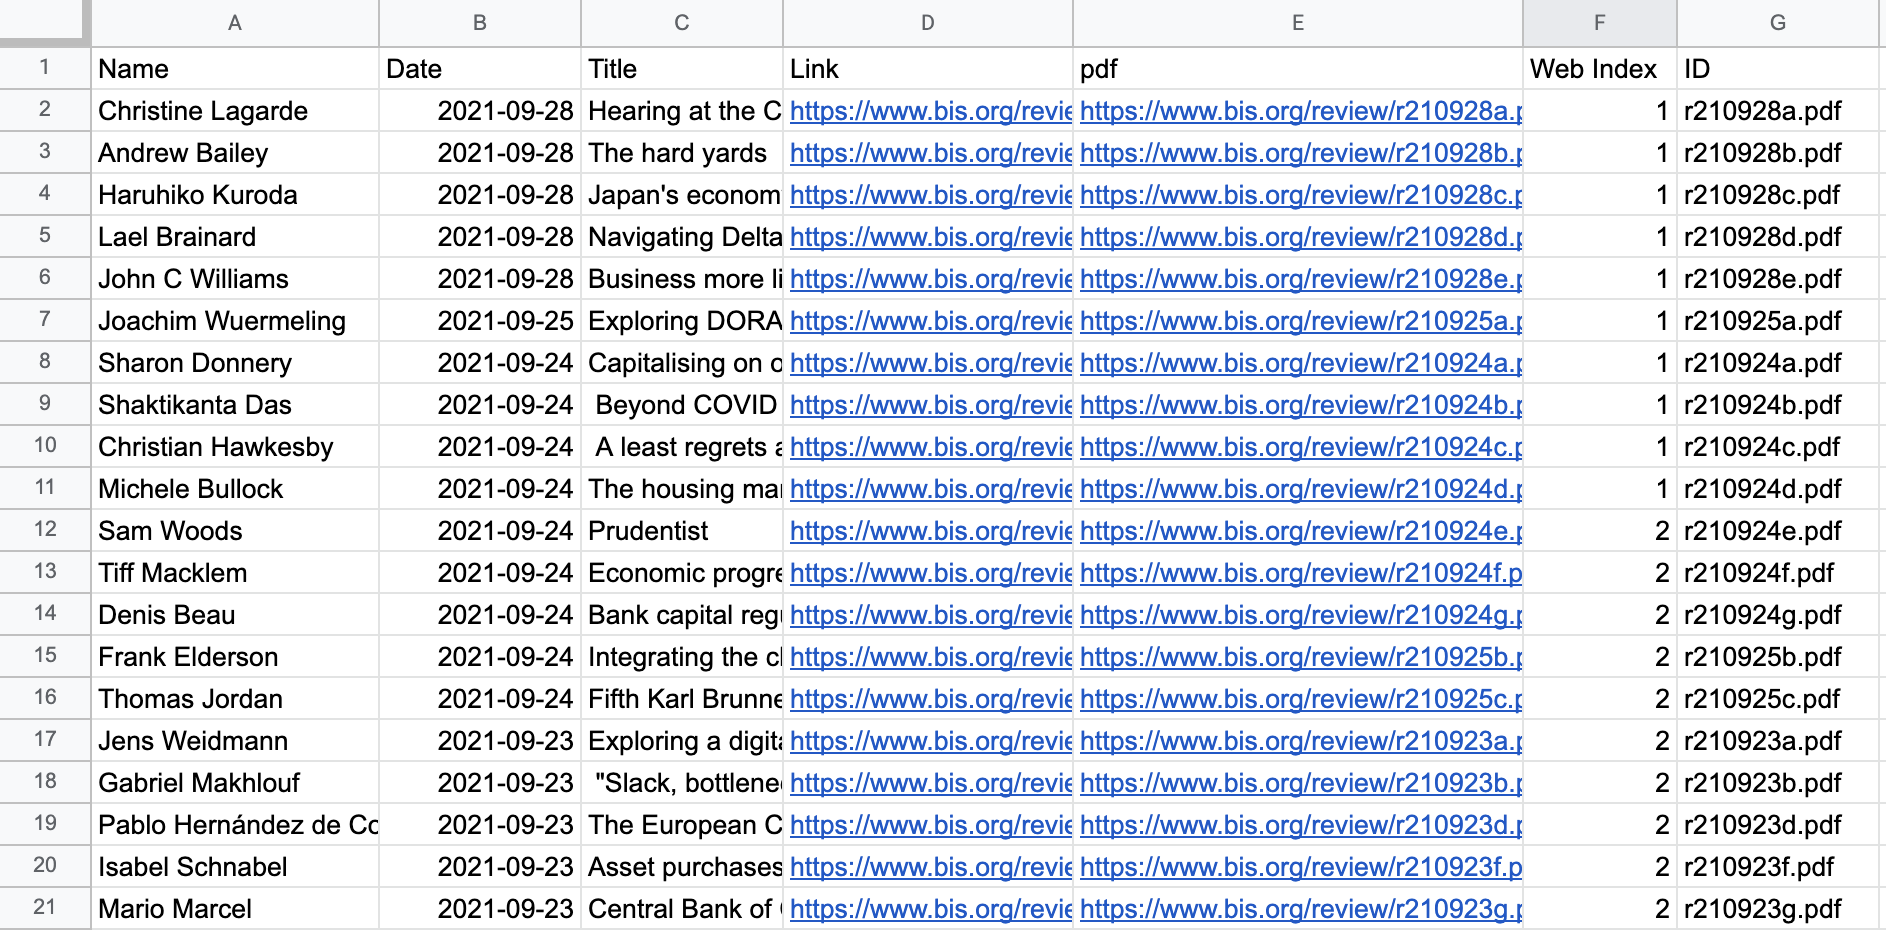 A B C D E F G
1 Name Date Title Link pdf Web Index ID
2 Christine Lagarde 2021-09-28 Hearing at the C https://www.bis.org/revie https://www.bis.org/review/r210928a.p 1 r210928a.pdf
3 Andrew Bailey 2021-09-28 The hard yards https://www.bis.org/revie https://www.bis.org/review/r210928b.p 1 r210928b.pdf
4 Haruhiko Kuroda 2021-09-28 Japan's econom https://www.bis.org/revie https://www.bis.org/review/r210928c.p 1 r210928c.pdf
5 Lael Brainard 2021-09-28 Navigating Delta https://www.bis.org/revie https://www.bis.org/review/r210928d.p 1 r210928d.pdf
6 John C Williams 2021-09-28 Business more li https://www.bis.org/revie https://www.bis.org/review/r210928e.p 1 r210928e.pdf
7 Joachim Wuermeling 2021-09-25 Exploring DORA https://www.bis.org/revie https://www.bis.org/review/r210925a.p 1 r210925a.pdf
8 Sharon Donnery 2021-09-24 Capitalising on o https://www.bis.org/revie https://www.bis.org/review/r210924a.p 1 r210924a.pdf
9 Shaktikanta Das 2021-09-24 Beyond COVID https://www.bis.org/revie https://www.bis.org/review/r210924b.p 1 r210924b.pdf
10 Christian Hawkesby 2021-09-24 A least regrets a https://www.bis.org/revie https://www.bis.org/review/r210924c.p 1 r210924c.pdf
11 Michele Bullock 2021-09-24 The housing mar https://www.bis.org/revie https://www.bis.org/review/r210924d.p 1 r210924d.pdf
12 Sam Woods 2021-09-24 Prudentist https://www.bis.org/revie https://www.bis.org/review/r210924e.p 2 r210924e.pdf
13 Tiff Macklem 2021-09-24 Economic progre https://www.bis.org/revie https://www.bis.org/review/r210924f.p 2 r210924f.pdf
14 Denis Beau 2021-09-24 Bank capital regu https://www.bis.org/revie https://www.bis.org/review/r210924g.p 2 r210924g.pdf
15 Frank Elderson 2021-09-24 Integrating the cl https://www.bis.org/revie https://www.bis.org/review/r210925b.p 2 r210925b.pdf
16 Thomas Jordan 2021-09-24 Fifth Karl Brunne https://www.bis.org/revie https://www.bis.org/review/r210925c.p 2 r210925c.pdf
17 Jens Weidmann 2021-09-23 Exploring a digita https://www.bis.org/revie https://www.bis.org/review/r210923a.p 2 r210923a.pdf
18 Gabriel Makhlouf 2021-09-23 "Slack, bottlene https://www.bis.org/revie https://www.bis.org/review/r210923b.p 2 r210923b.pdf
19 Pablo Hernández de Co 2021-09-23 The European C https://www.bis.org/revie https://www.bis.org/review/r210923d.p 2 r210923d.pdf
20 Isabel Schnabel 2021-09-23 Asset purchases https://www.bis.org/revie https://www.bis.org/review/r210923f.p 2 r210923f.pdf
21 Mario Marcel 2021-09-23 Central Bank of https://www.bis.org/revie https://www.bis.org/review/r210923g.p 2 r210923g.pdf